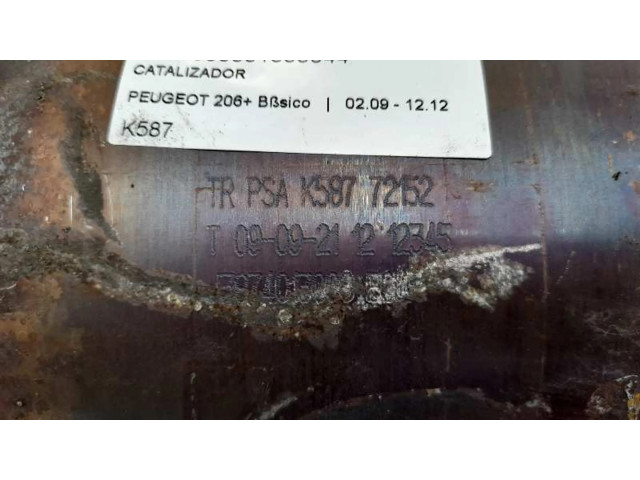 CATALIZADOR
PEUGEOT 206+ Bßsico | 02.09 - 12.12
K587
TR PSA K587 72152
T 09-09-21 12 12345